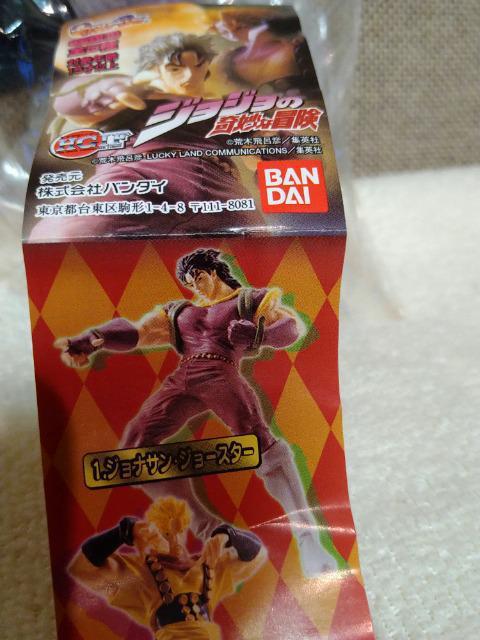 ジョジョの
奇妙な冒険
©荒木飛呂彦／集英社
©荒木飛呂彦 LUCKY LAND COMMUNICATIONS／集英社
発売元
株式会社バンダイ
東京都台東区駒形1-4-8 〒111-8081
BAN
DAI
1.ジョナサン・ジョースター